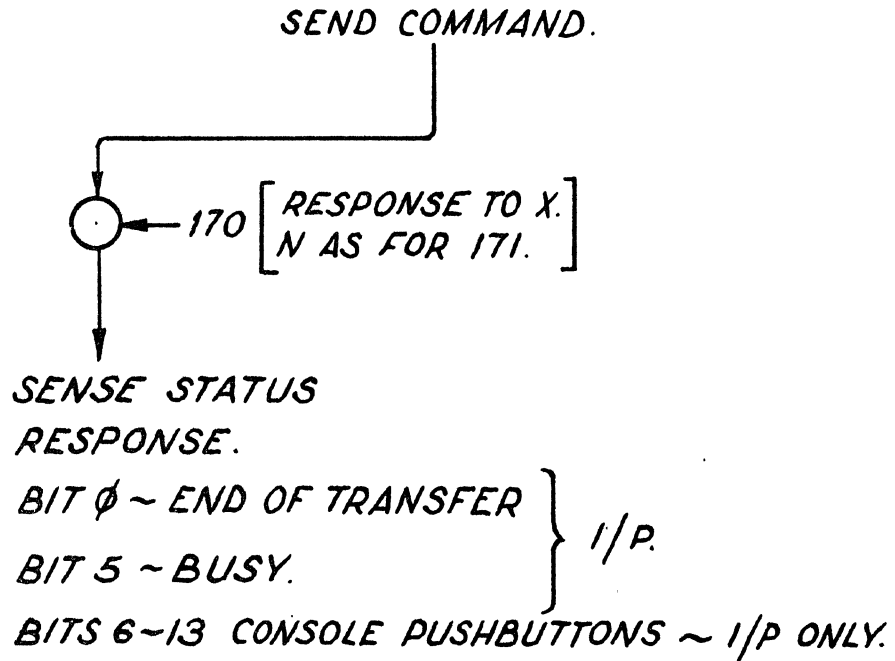 SEND COMMAND.
170 [RESPONSE TO X.
N AS FOR 171.]
SENSE STATUS
RESPONSE.
BIT ϕ ~ END OF TRANSFER
I/P.
BIT 5 ~ BUSY.
BITS 6~13 CONSOLE PUSHBUTTONS ~ I/P ONLY.